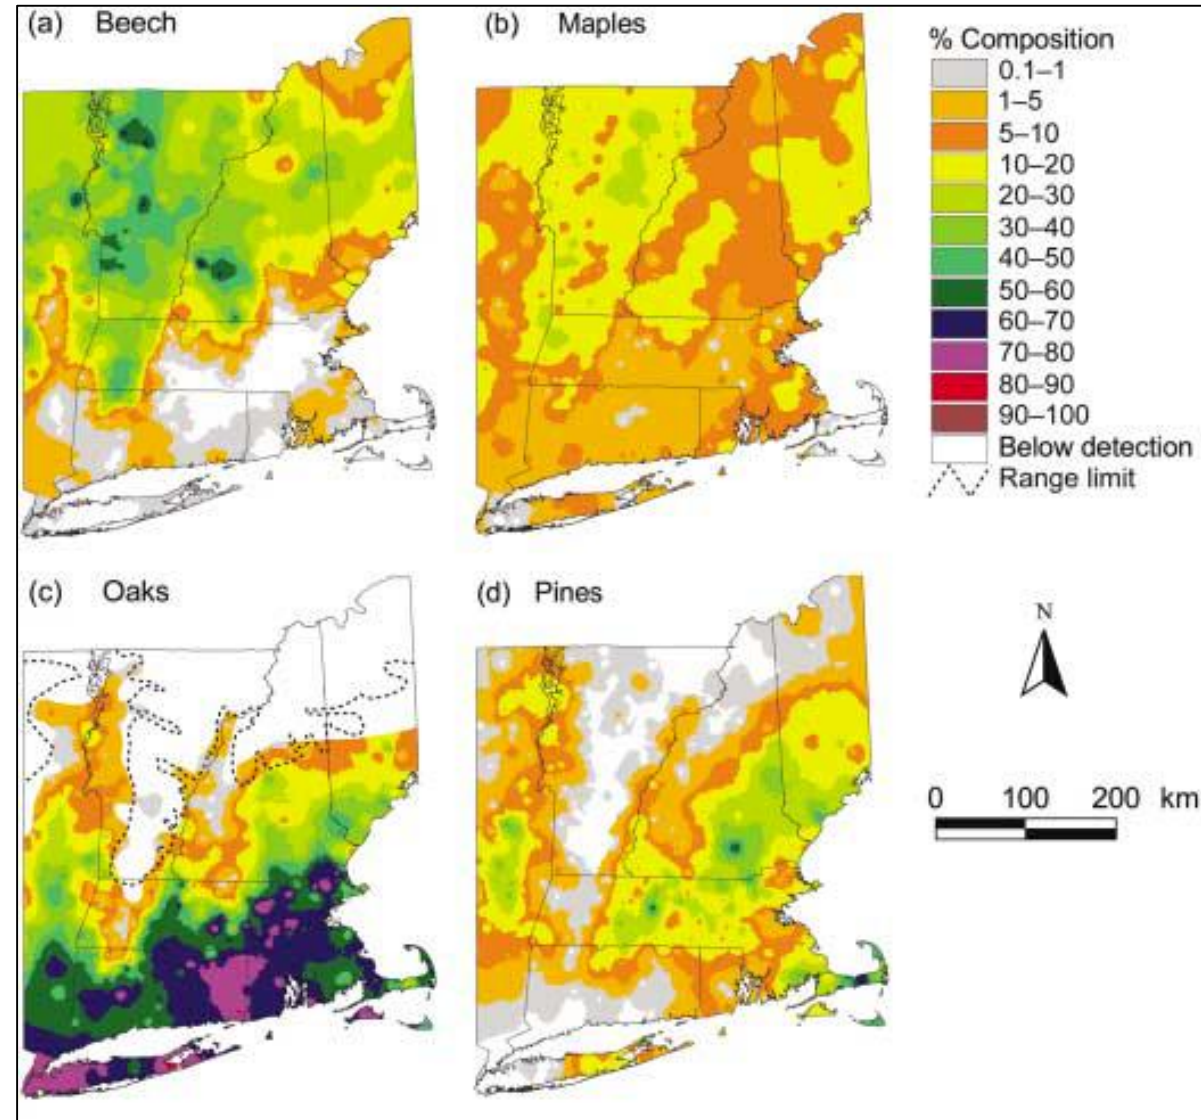 (a) Beech
(b) Maples
% Composition
0.1–1
1–5
5–10
10–20
20–30
30–40
40–50
50–60
60–70
70–80
80–90
90–100
Below detection
Range limit
(c) Oaks
(d) Pines
N
0 100 200 km